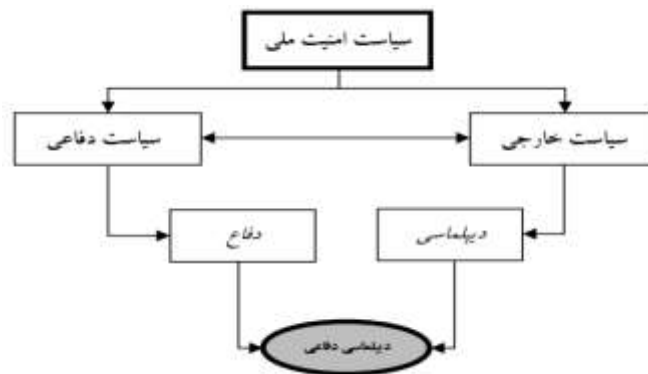 سیاست امنیت ملی
سیاست خارجی
سیاست دفاعی
دیپلماسی
دفاع
دیپلماسی دفاعی